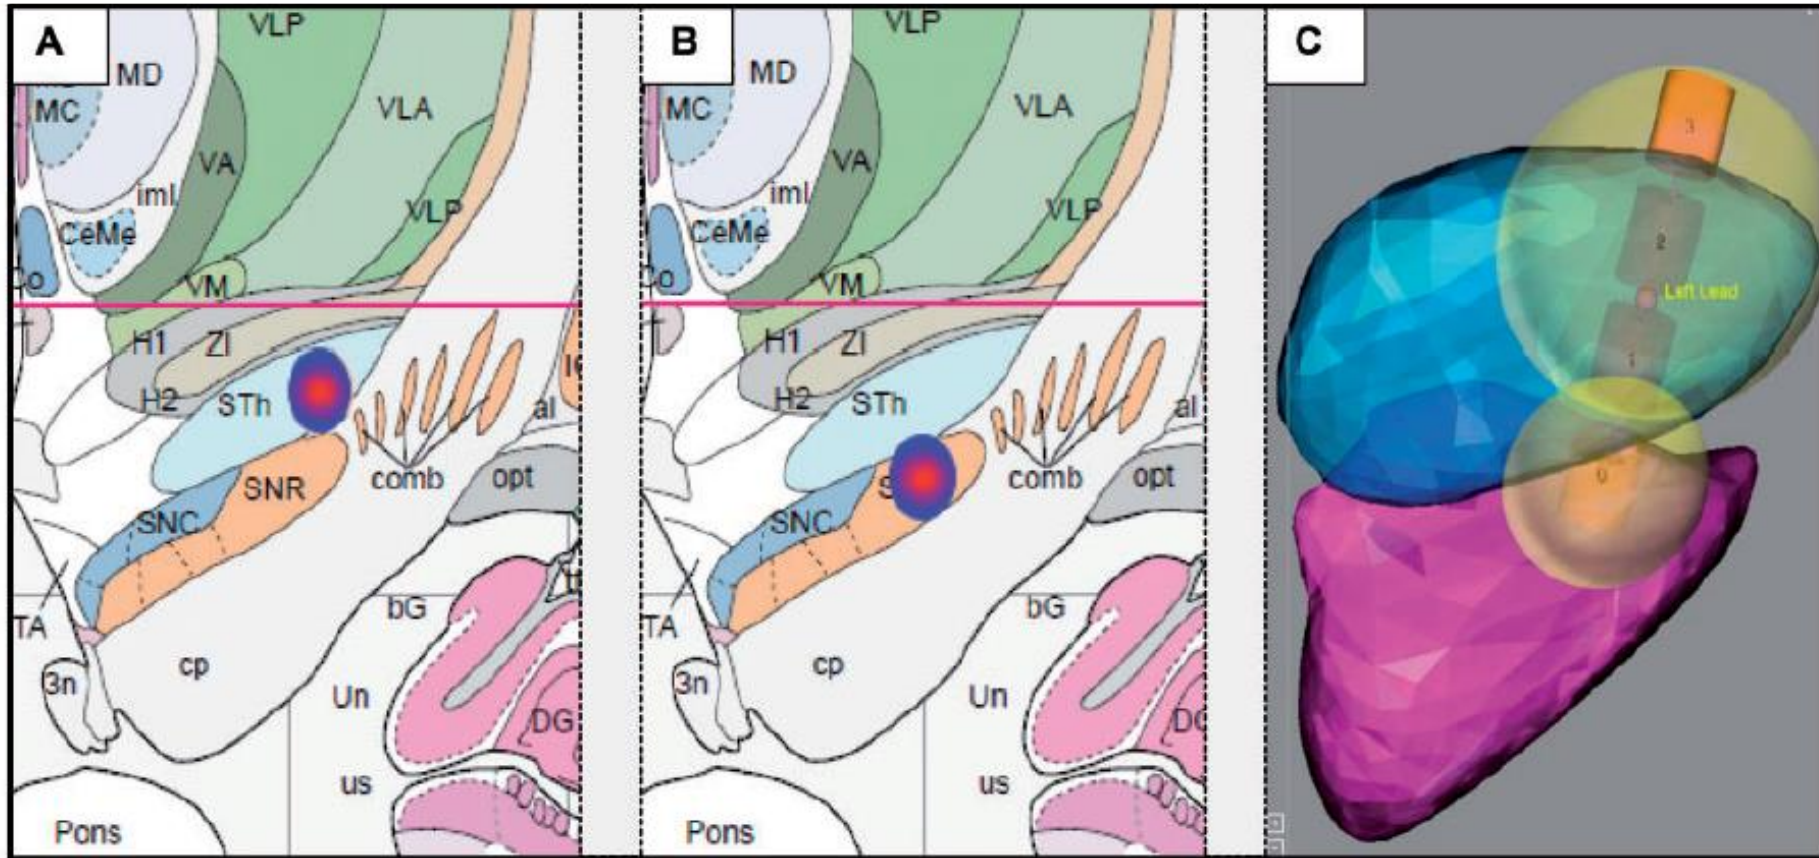 A
VLP
MD
MC
VLA
VA
iml
VLP
CeMe
Co
VM
H1
ZI
H2
STh
al
comb
opt
SNR
SNC
bG
TA
cp
3n
Un
DG
us
Pons
B
VLP
MD
MC
VLA
VA
iml
VLP
CeMe
Co
VM
H1
ZI
H2
STh
al
comb
opt
SNC
bG
TA
cp
3n
Un
us
Pons
C
3
2
Left Lead
1
0